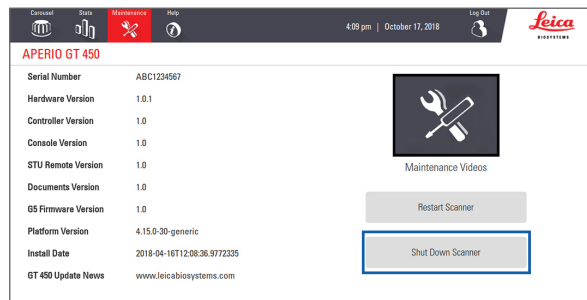 Carousel Stats Maintenance Help Log Out
4:09 pm | October 17, 2018
Leica
BIOSYSTEMS
APERIO GT 450
Serial Number ABC1234567
Hardware Version 1.0.1
Controller Version 1.0
Console Version 1.0
STU Remote Version 1.0
Documents Version 1.0
G5 Firmware Version 1.0
Platform Version 4.15.0-30-generic
Install Date 2018-04-16T12:08:36.9772335
GT 450 Update News www.leicabiosystems.com
Maintenance Videos
Restart Scanner
Shut Down Scanner